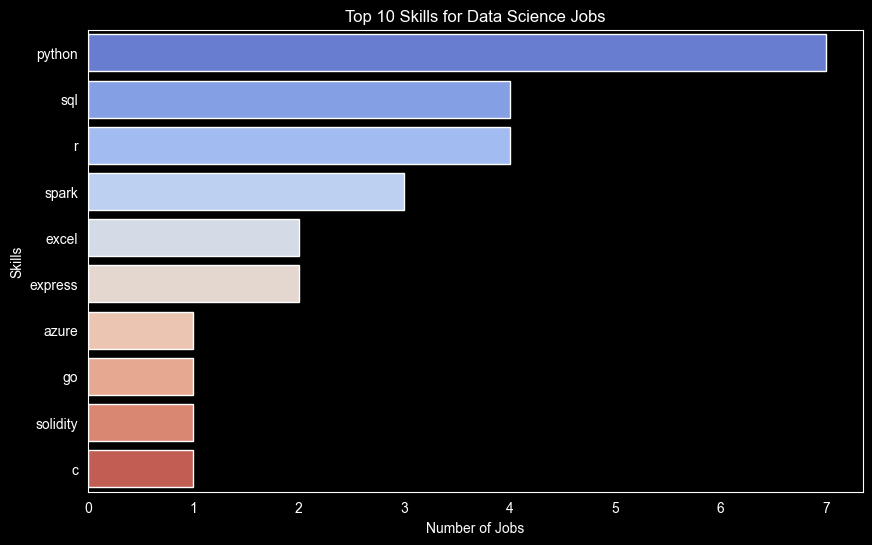 Top 10 Skills for Data Science Jobs
Skills
python
sql
r
spark
excel
express
azure
go
solidity
c
0 1 2 3 4 5 6 7
Number of Jobs